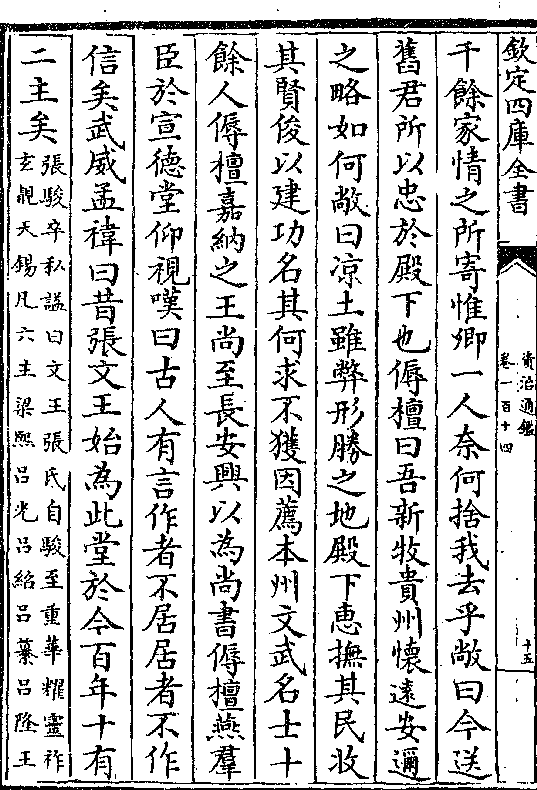 欽定四庫全書
資治通鑑
卷一百十四
十五
千餘家情之所寄惟卿一人奈何捨我去乎敞曰今送
舊君所以忠於殿下也傉檀曰吾新牧貴州懷遠安邇
之略如何敞曰凉土雖弊形勝之地殿下惠撫其民收
其賢俊以建功名其何求不獲因薦本州文武名士十
餘人傉檀嘉納之王尚至長安興以為尚書傉檀燕羣
臣於宣德堂仰視嘆曰古人有言作者不居居者不作
信矣武威孟禕曰昔張文王始為此堂於今百年十有
二主矣
張駿卒私謚曰文王張氏自駿至重華耀靈祚
玄靚天錫凡六主梁熙呂光呂紹呂纂呂隆王